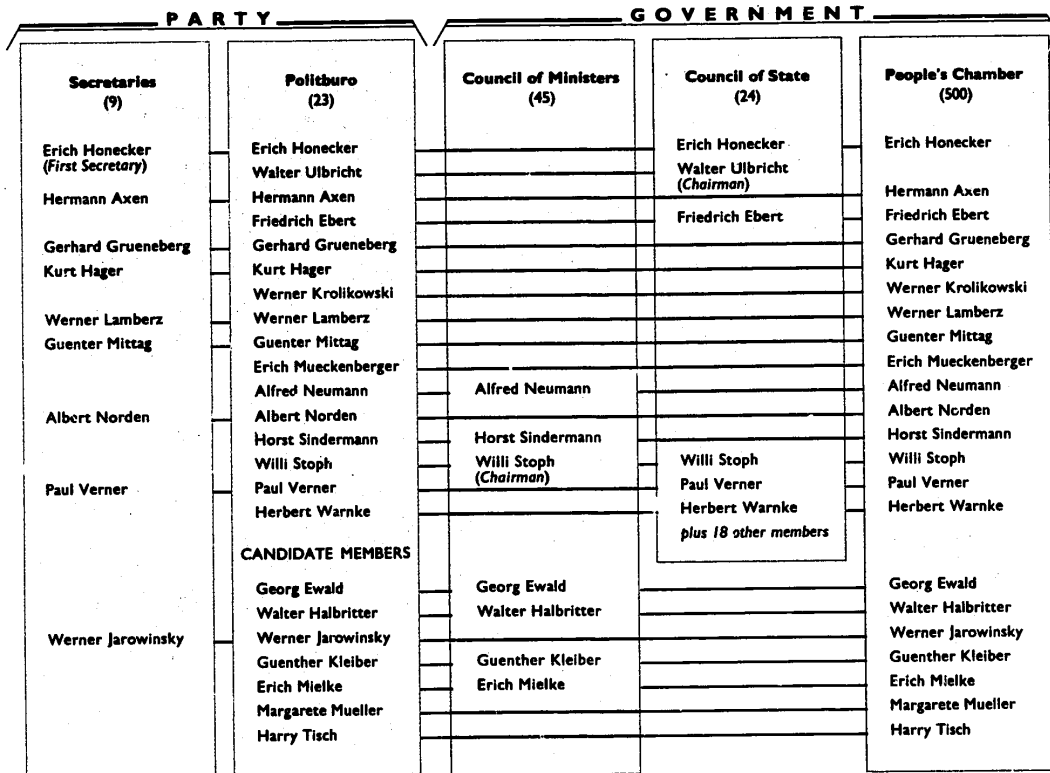 PARTY
GOVERNMENT
Secretaries
(9)
Politburo
(23)
Council of Ministers
(45)
Council of State
(24)
People's Chamber
(500)
Erich Honecker Erich Honecker Erich Honecker Erich Honecker
(First Secretary)
Walter Ulbricht Walter Ulbricht
(Chairman)
Hermann Axen Hermann Axen Hermann Axen
Friedrich Ebert Friedrich Ebert Friedrich Ebert
Gerhard Grueneberg Gerhard Grueneberg Gerhard Grueneberg
Kurt Hager Kurt Hager Kurt Hager
Werner Krolikowski Werner Krolikowski
Werner Lamberz Werner Lamberz Werner Lamberz
Guenter Mittag Guenter Mittag Guenter Mittag
Erich Mueckenberger Erich Mueckenberger
Alfred Neumann Alfred Neumann Alfred Neumann
Albert Norden Albert Norden Albert Norden
Horst Sindermann Horst Sindermann Horst Sindermann
Willi Stoph Willi Stoph Willi Stoph Willi Stoph
(Chairman)
Paul Verner Paul Verner Paul Verner Paul Verner
Herbert Warnke Herbert Warnke Herbert Warnke
plus 18 other members
CANDIDATE MEMBERS
Georg Ewald Georg Ewald Georg Ewald
Walter Halbritter Walter Halbritter Walter Halbritter
Werner Jarowinsky Werner Jarowinsky Werner Jarowinsky
Guenther Kleiber Guenther Kleiber Guenther Kleiber
Erich Mielke Erich Mielke Erich Mielke
Margarete Mueller Margarete Mueller
Harry Tisch Harry Tisch